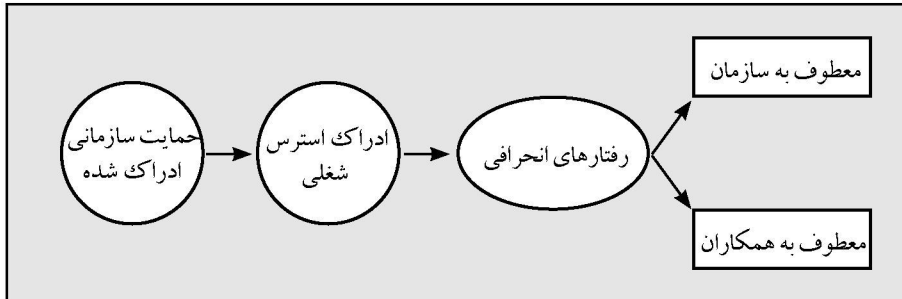 حمایت سازمانی
ادراک شده
ادراک استرس
شغلی
رفتارهای انحرافی
معطوف به سازمان
معطوف به همکاران